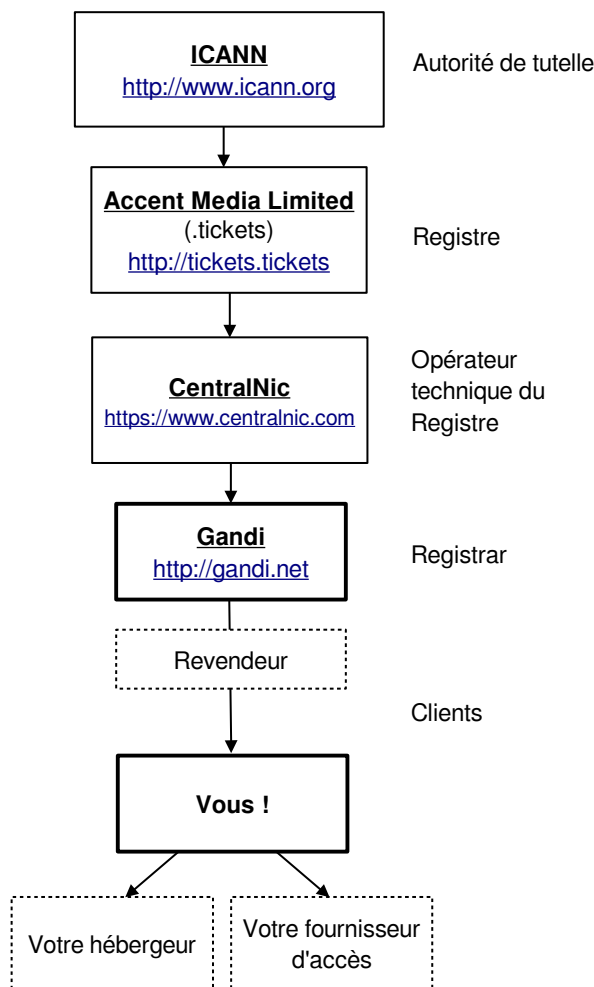 ICANN
http://www.icann.org
Autorité de tutelle
Accent Media Limited
(.tickets)
http://tickets.tickets
Registre
CentralNic
https://www.centralnic.com
Opérateur
technique du
Registre
Gandi
http://gandi.net
Registrar
Revendeur
Clients
Vous !
Votre hébergeur
Votre fournisseur
d'accès